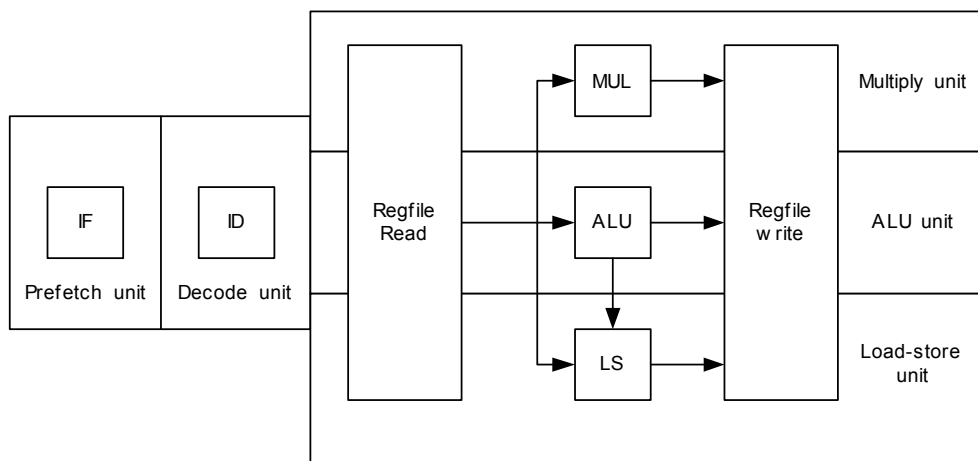 MUL
Multiply unit
IF
ID
Regfile
Read
ALU
Regfile
write
ALU unit
Prefetch unit
Decode unit
LS
Load-store
unit